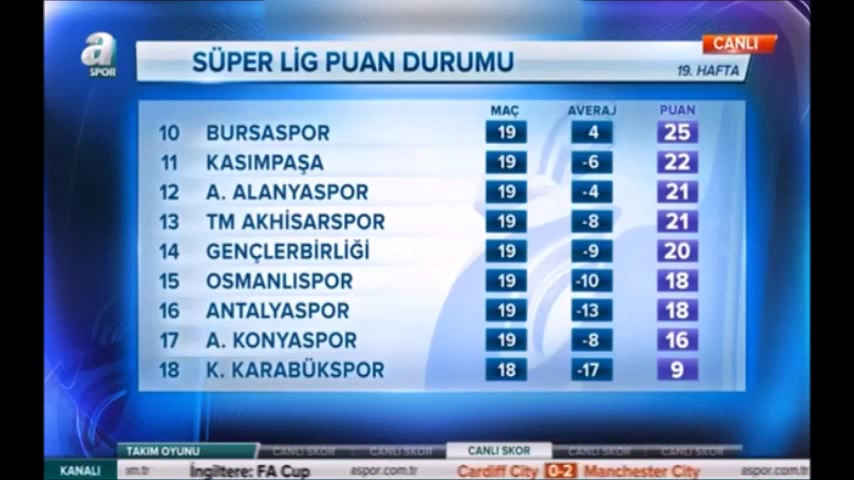 a
SPOR
SÜPER LİG PUAN DURUMU
CANLI
19. HAFTA
MAÇ AVERAJ PUAN
10 BURSASPOR 19 4 25
11 KASIMPAŞA 19 -6 22
12 A. ALANYASPOR 19 -4 21
13 TM AKHİSARSPOR 19 -8 21
14 GENÇLERBİRLİĞİ 19 -9 20
15 OSMANLISPOR 19 -10 18
16 ANTALYASPOR 19 -13 18
17 A. KONYASPOR 19 -8 16
18 K. KARABÜKSPOR 18 -17 9
TAKIM OYUNU CANLI SKOR CANLI SKOR CANLI SKOR CANLI SKOR CANLI SKOR
KANALI om.tr İngiltere: FA Cup aspor.com.tr Cardiff City 0-2 Manchester City aspor.com.tr